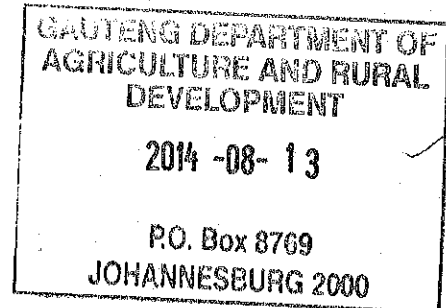 GAUTENG DEPARTMENT OF
AGRICULTURE AND RURAL
DEVELOPMENT
2014 -08- 13
P.O. Box 8769
JOHANNESBURG 2000